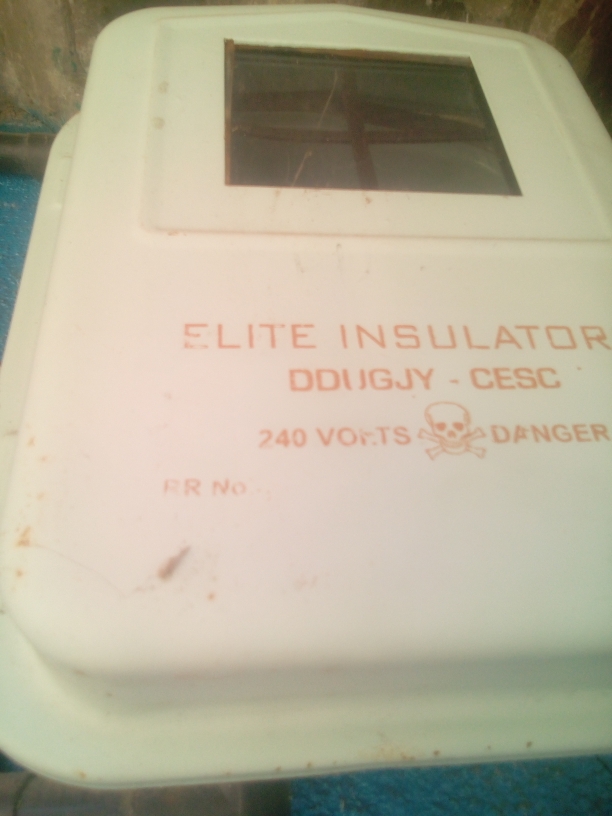 ELITE INSULATOR
DDUGJY - CESC
240 VOLTS DANGER
RR No.